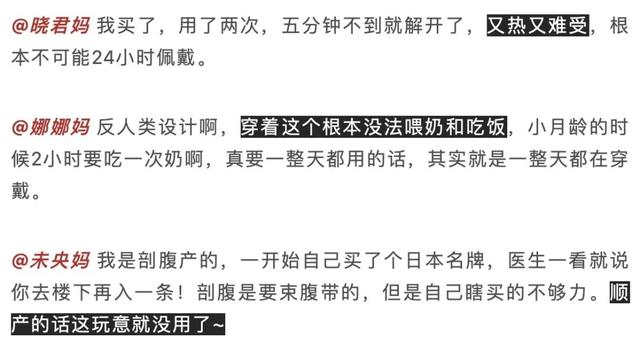 @晓君妈 我买了，用了两次，五分钟不到就解开了，又热又难受，根
本不可能24小时佩戴。
@娜娜妈 反人类设计啊，穿着这个根本没法喂奶和吃饭，小月龄的时
候2小时要吃一次奶啊，真要一整天都用的话，其实就是一整天都在穿
戴。
@未央妈 我是剖腹产的，一开始自己买了个日本名牌，医生一看就说
你去楼下再入一条！剖腹是要束腹带的，但是自己瞎买的不够力。顺
产的话这玩意就没用了~